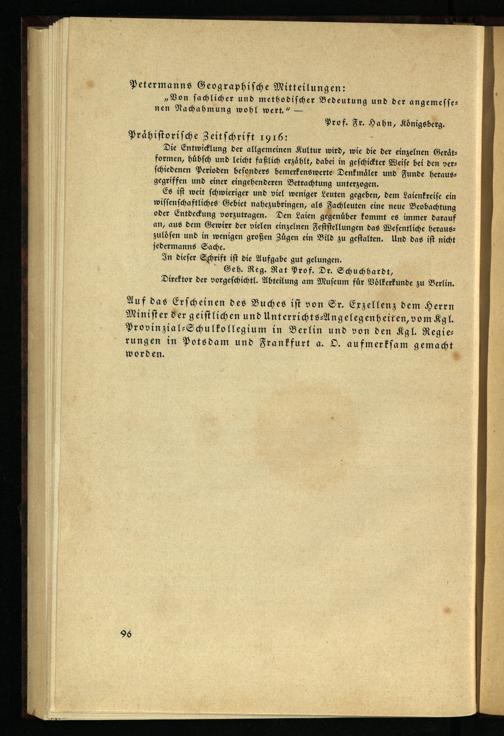 Petermanns Geographische Mitteilungen:
„Von sachlicher und methodischer Bedeutung und der angemesse-
nen Nachahmung wohl wert.“ —
Prof. Fr. Hahn, Königsberg.
Prähistorische Zeitschrift 1916:
Die Entwicklung der allgemeinen Kultur wird, wie die der einzelnen Gerät-
formen, hübsch und leicht faßlich erzählt, dabei in geschickter Weise bei den ver-
schiedenen Perioden besonders bemerkenswerte Denkmäler und Funde heraus-
gegriffen und einer eingehenderen Betrachtung unterzogen.
Es ist weit schwieriger und viel weniger Leuten gegeben, dem Laienkreise ein
wissenschaftliches Gebiet nahezubringen, als Fachleuten eine neue Beobachtung
oder Entdeckung vorzutragen. Den Laien gegenüber kommt es immer darauf
an, aus dem Gewirr der vielen einzelnen Feststellungen das Wesentliche heraus-
zulösen und in wenigen großen Zügen ein Bild zu gestalten. Und das ist nicht
jedermanns Sache.
In dieser Schrift ist die Aufgabe gut gelungen.
Geh. Reg. Rat Prof. Dr. Schuchhardt,
Direktor der vorgeschichtl. Abteilung am Museum für Völkerkunde zu Berlin.
Auf das Erscheinen des Buches ist von Sr. Exzellenz dem Herrn
Minister der geistlichen und Unterrichts-Angelegenheiten, vom Kgl.
Provinzial-Schulkollegium in Berlin und von den Kgl. Regie-
rungen in Potsdam und Frankfurt a. O. aufmerksam gemacht
worden.
96